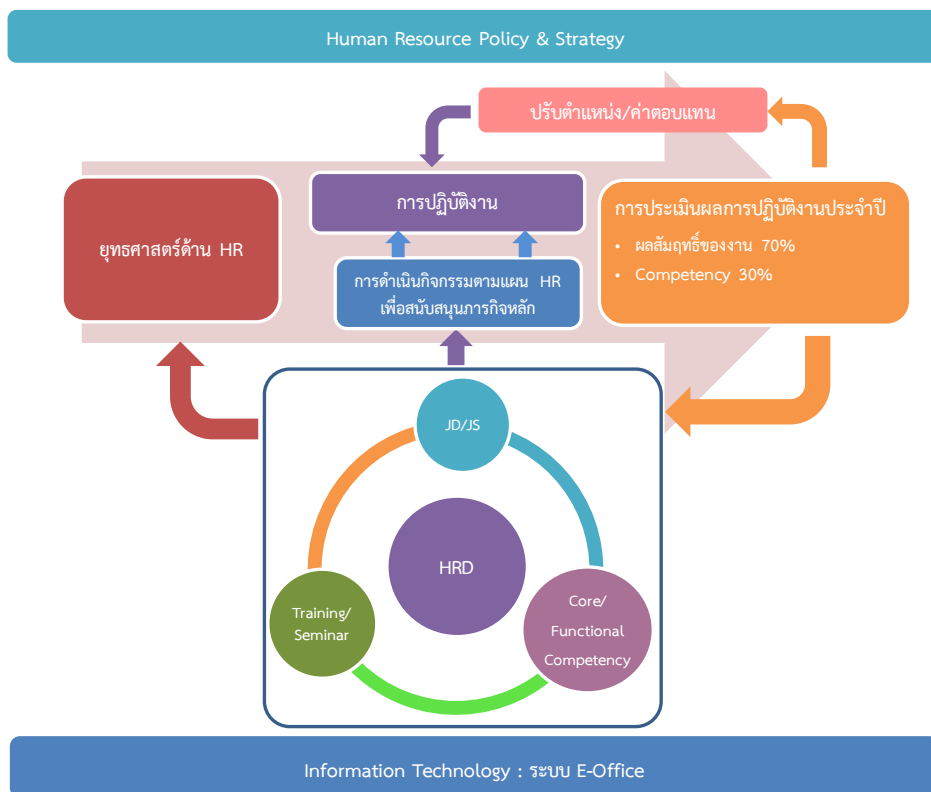 Human Resource Policy & Strategy
ปรับตำแหน่ง/ค่าตอบแทน
ยุทธศาสตร์ด้าน HR
การปฏิบัติงาน
การดำเนินกิจกรรมตามแผน HR
เพื่อสนับสนุนภารกิจหลัก
การประเมินผลการปฏิบัติงานประจำปี
• ผลสัมฤทธิ์ของงาน 70%
• Competency 30%
JD/JS
HRD
Training/
Seminar
Core/
Functional
Competency
Information Technology : ระบบ E-Office